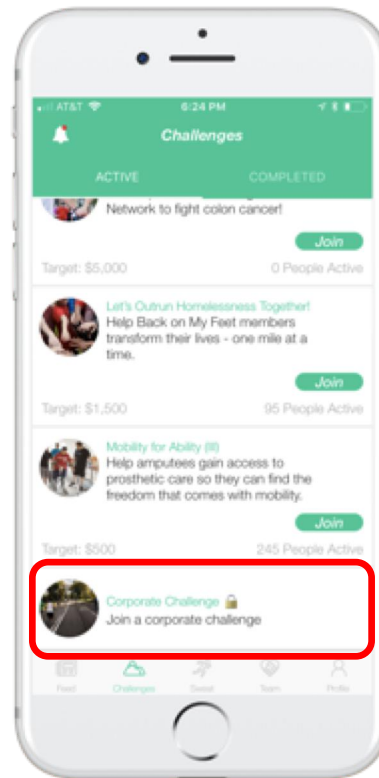 AT&T 6:24 PM
Challenges
ACTIVE COMPLETED
Network to fight colon cancer!
Join
Target: $5,000 0 People Active
Let's Outrun Homelessness Together!
Help Back on My Feet members
transform their lives - one mile at a
time.
Join
Target: $1,500 95 People Active
Mobility for Ability (III)
Help amputees gain access to
prosthetic care so they can find the
freedom that comes with mobility.
Join
Target: $500 245 People Active
Corporate Challenge
Join a corporate challenge
Feed Challenges Sweat Team Profile